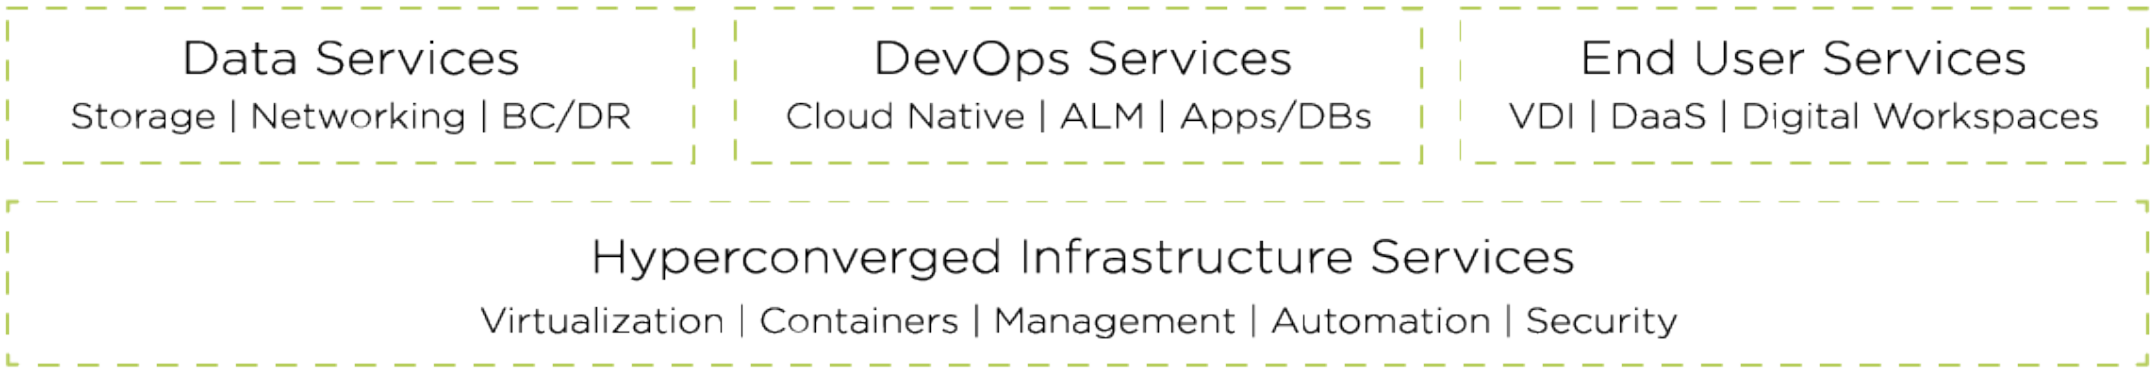 Data Services
Storage | Networking | BC/DR
DevOps Services
Cloud Native | ALM | Apps/DBs
End User Services
VDI | DaaS | Digital Workspaces
Hyperconverged Infrastructure Services
Virtualization | Containers | Management | Automation | Security